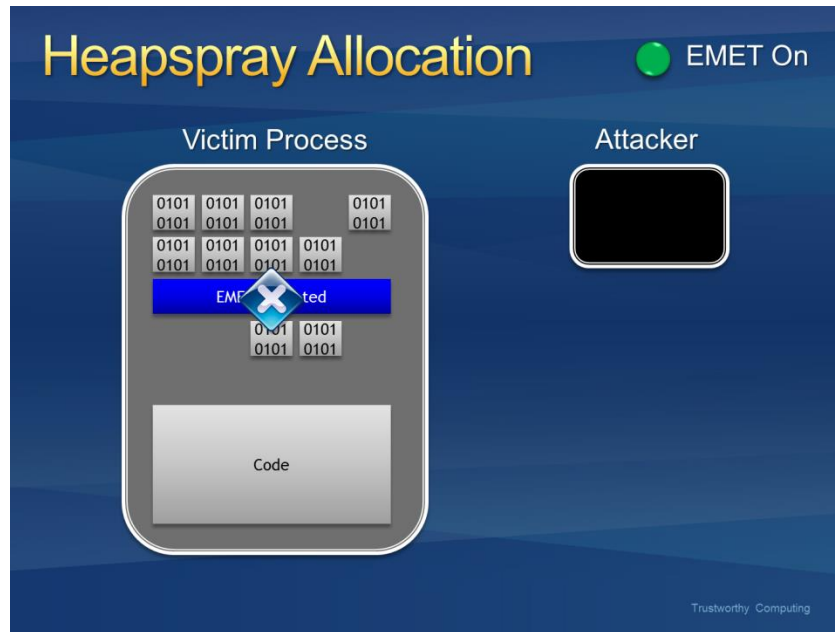 Heapspray Allocation
EMET On
Victim Process
Attacker
0101 0101 0101 0101
0101 0101 0101 0101
0101 0101 0101 0101
0101 0101 0101 0101
0101 0101
0101 0101
Code
Trustworthy Computing